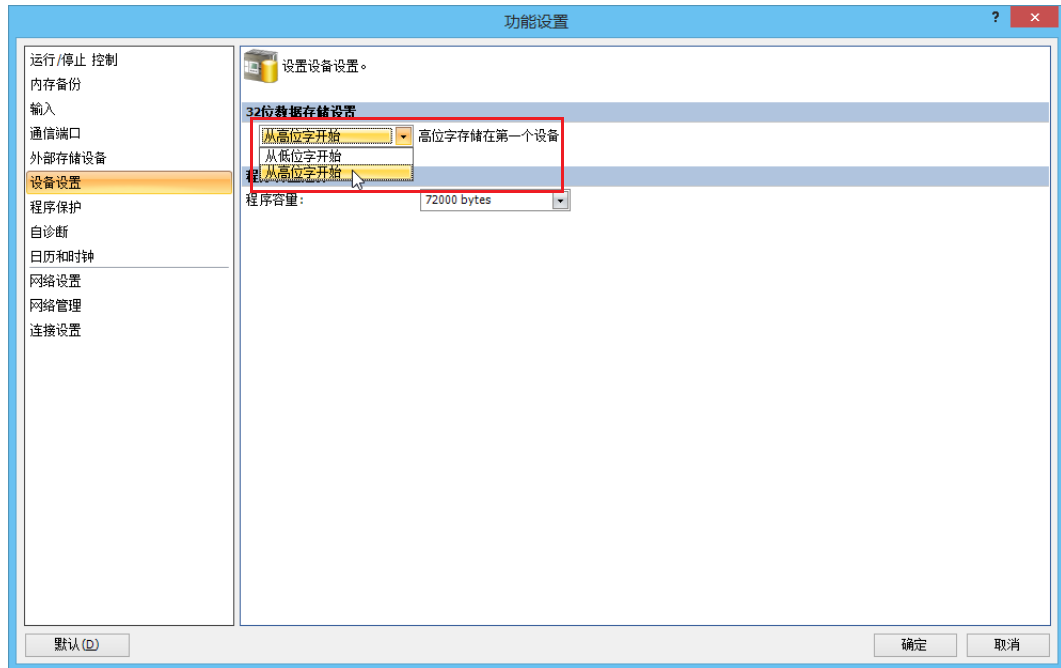 功能设置
?
×
运行/停止 控制
内存备份
输入
通信端口
外部存储设备
设备设置
程序保护
自诊断
日历和时钟
网络设置
网络管理
连接设置
设置设备设置。
32位数据存储设置
从高位字开始 高位字存储在第一个设备
从低位字开始
从高位字开始
程
程序容量: 72000 bytes
默认(D)
确定 取消